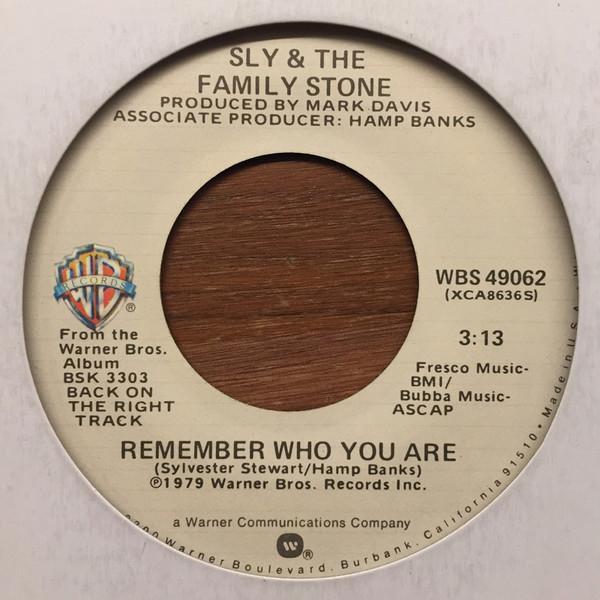 SLY & THE
FAMILY STONE
PRODUCED BY MARK DAVIS
ASSOCIATE PRODUCER: HAMP BANKS
WB
RECORDS
®
From the
Warner Bros.
Album
BSK 3303
BACK ON
THE RIGHT
TRACK
WBS 49062
(XCA8636S)
3:13
Fresco Music-
BMI/
Bubba Music-
ASCAP
REMEMBER WHO YOU ARE
(Sylvester Stewart/Hamp Banks)
℗1979 Warner Bros. Records Inc.
a Warner Communications Company
®
Warner Boulevard, Burbank, California 91510 • Made in U.S.A.